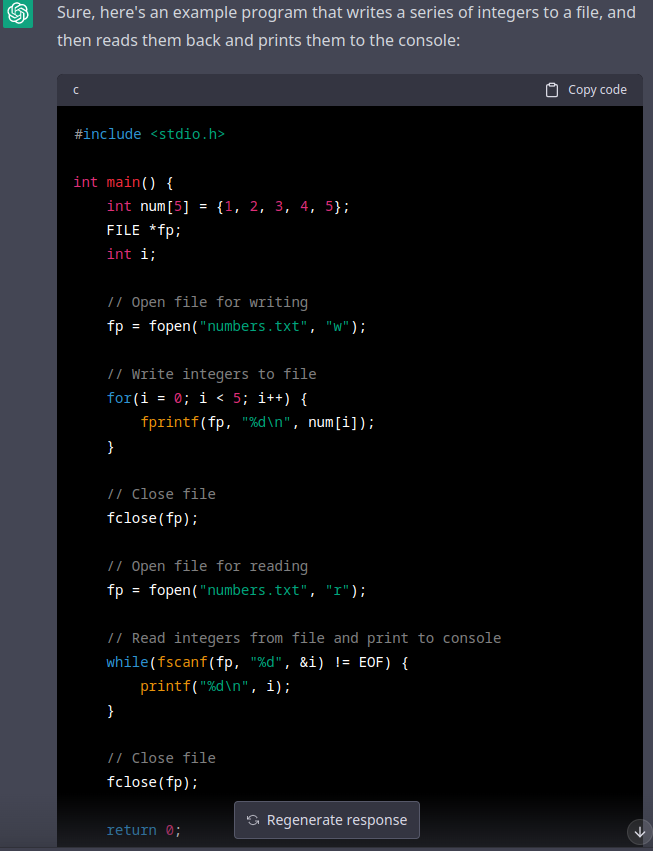 Sure, here's an example program that writes a series of integers to a file, and
then reads them back and prints them to the console:
c Copy code
#include <stdio.h>
int main() {
    int num[5] = {1, 2, 3, 4, 5};
    FILE *fp;
    int i;
    // Open file for writing
    fp = fopen("numbers.txt", "w");
    // Write integers to file
    for(i = 0; i < 5; i++) {
        fprintf(fp, "%d\n", num[i]);
    }
    // Close file
    fclose(fp);
    // Open file for reading
    fp = fopen("numbers.txt", "r");
    // Read integers from file and print to console
    while(fscanf(fp, "%d", &i) != EOF) {
        printf("%d\n", i);
    }
    // Close file
    fclose(fp);
Regenerate response
    return 0;